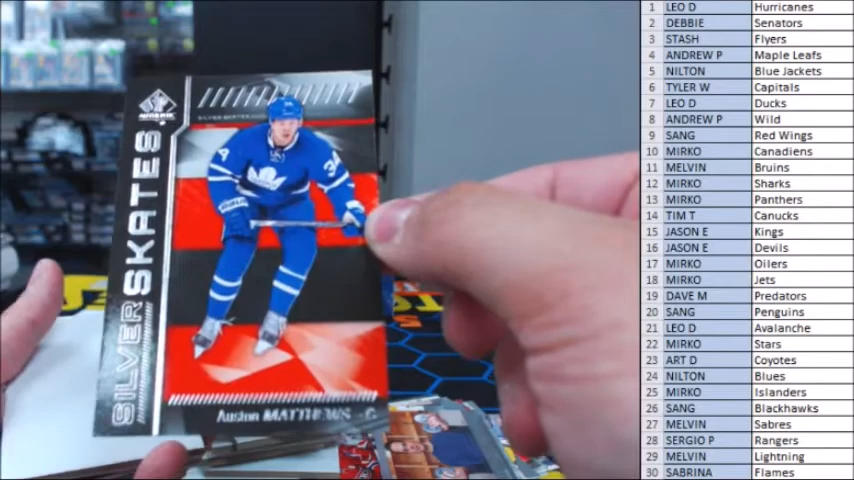 SP
AUTHENTIC
SILVER SKATES
34
34
Auston MATTHEWS - C
1 LEO D Hurricanes
2 DEBBIE Senators
3 STASH Flyers
4 ANDREW P Maple Leafs
5 NILTON Blue Jackets
6 TYLER W Capitals
7 LEO D Ducks
8 ANDREW P Wild
9 SANG Red Wings
10 MIRKO Canadiens
11 MELVIN Bruins
12 MIRKO Sharks
13 MIRKO Panthers
14 TIM T Canucks
15 JASON E Kings
16 JASON E Devils
17 MIRKO Oilers
18 MIRKO Jets
19 DAVE M Predators
20 SANG Penguins
21 LEO D Avalanche
22 MIRKO Stars
23 ART D Coyotes
24 NILTON Blues
25 MIRKO Islanders
26 SANG Blackhawks
27 MELVIN Sabres
28 SERGIO P Rangers
29 MELVIN Lightning
30 SABRINA Flames